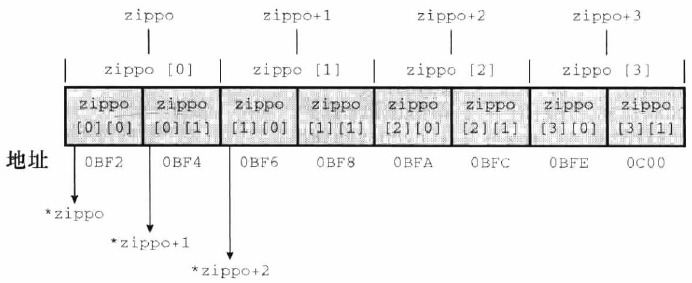 zippo zippo+1 zippo+2 zippo+3
zippo [0] zippo [1] zippo [2] zippo [3]
zippo zippo zippo zippo zippo zippo zippo zippo
[0][0] [0][1] [1][0] [1][1] [2][0] [2][1] [3][0] [3][1]
地址 0BF2 0BF4 0BF6 0BF8 0BFA 0BFC 0BFE 0C00
*zippo
*zippo+1
*zippo+2